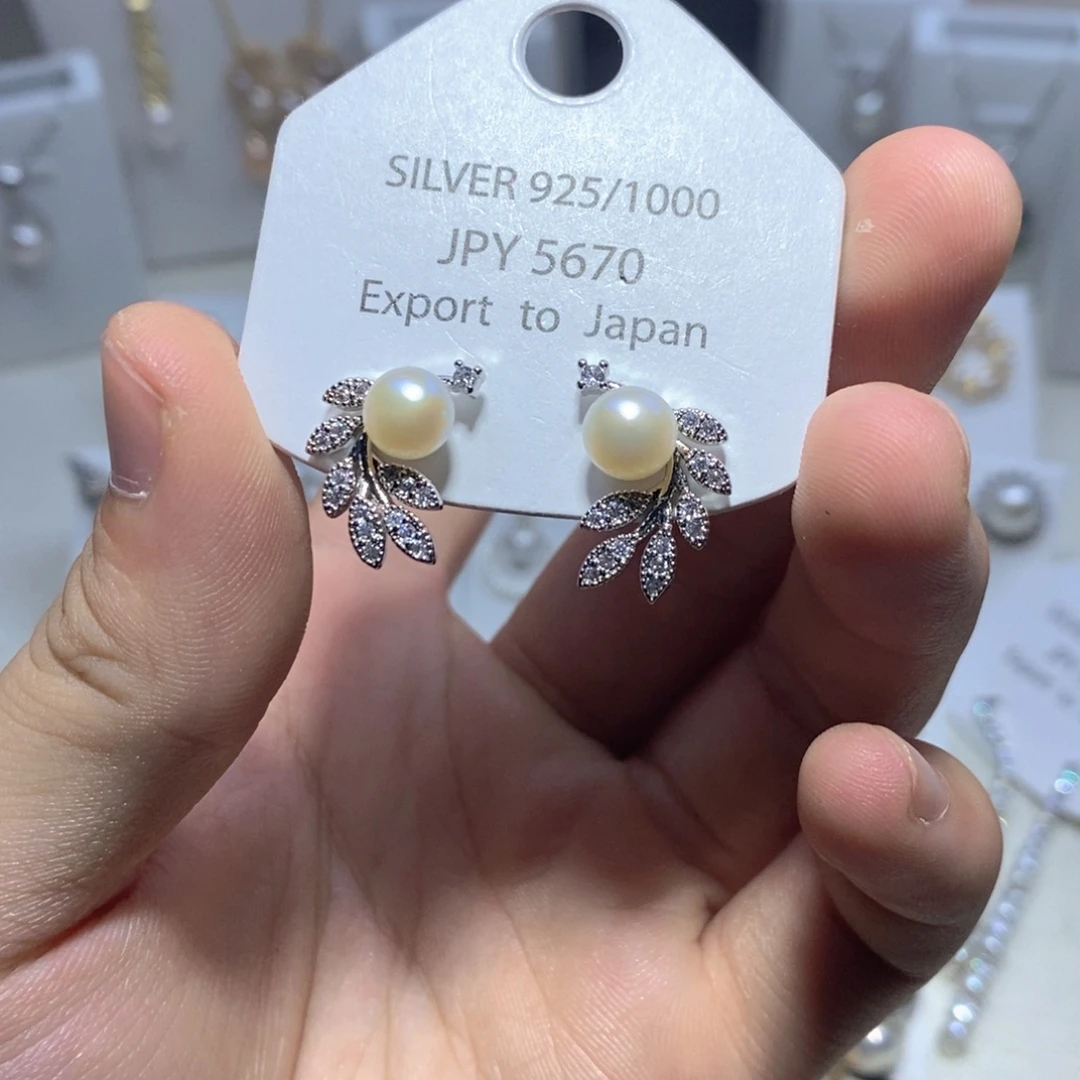 SILVER 925/1000
JPY 5670
Export to Japan